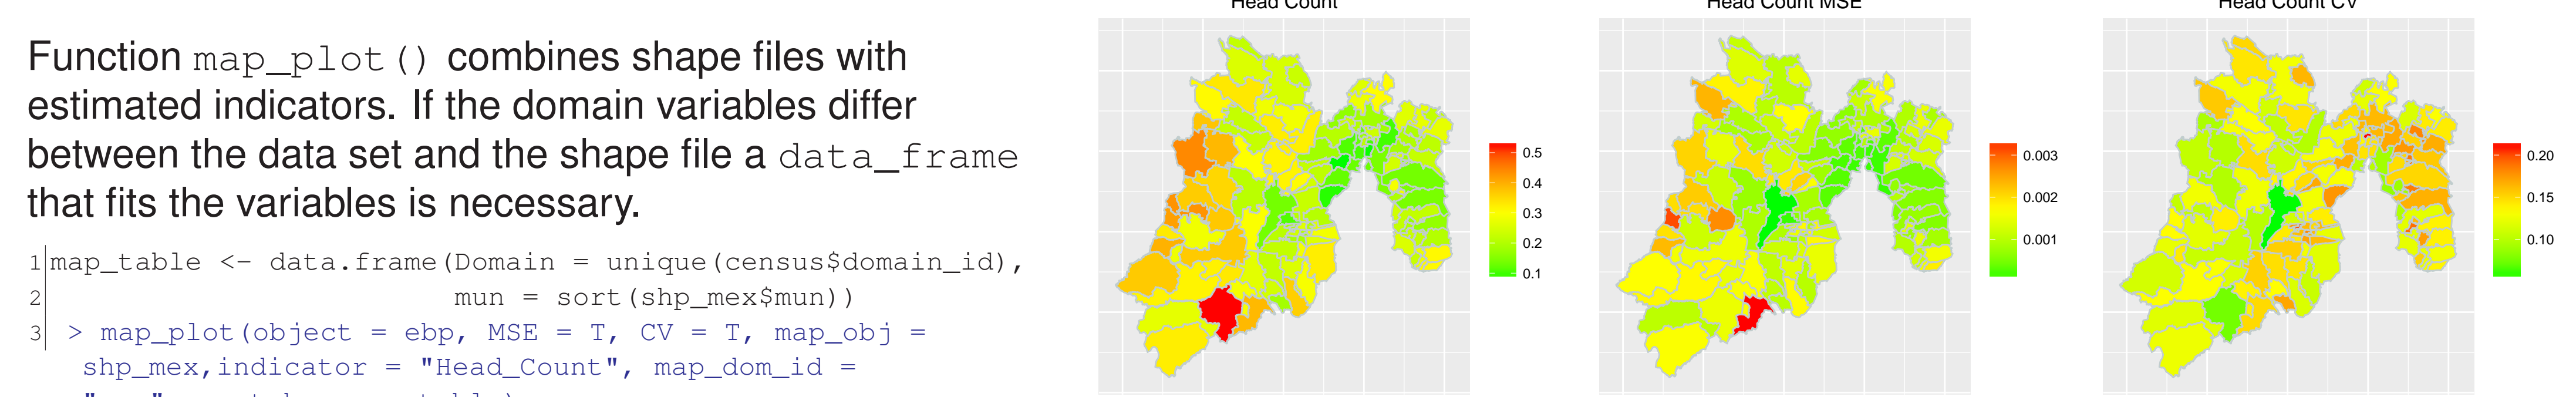 Function map_plot() combines shape files with
estimated indicators. If the domain variables differ
between the data set and the shape file a data_frame
that fits the variables is necessary.
1 map_table <- data.frame(Domain = unique(census$domain_id),
2 mun = sort(shp_mex$mun))
3 > map_plot(object = ebp, MSE = T, CV = T, map_obj =
shp_mex,indicator = "Head_Count", map_dom_id =
Head Count
0.5
0.4
0.3
0.2
0.1
Head Count MSE
0.003
0.002
0.001
Head Count CV
0.20
0.15
0.10